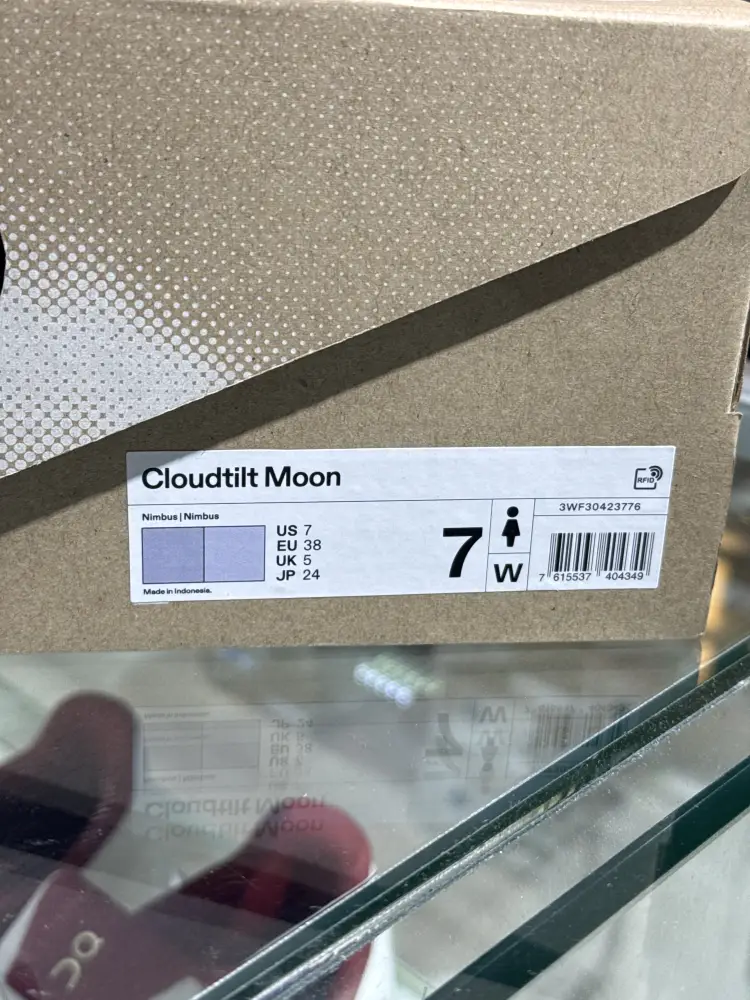 Cloudtilt Moon
RFID
Nimbus | Nimbus
US 7
EU 38
UK 5
JP 24
Made in Indonesia.
7
W
3WF30423776
7 615537 404349